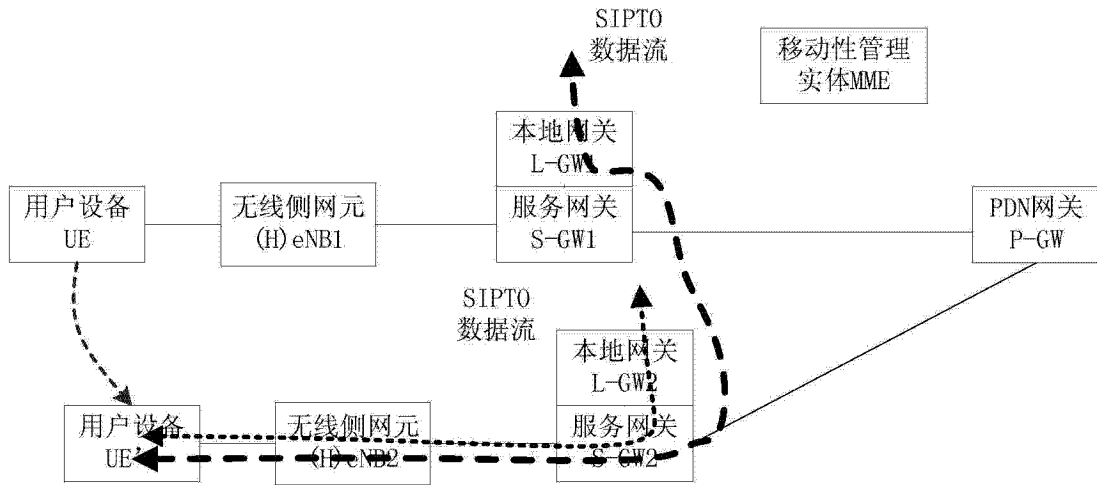 SIPTO
数据流
移动性管理
实体MME
本地网关
L-GW1
用户设备
UE
无线侧网元
(H)eNB1
服务网关
S-GW1
PDN网关
P-GW
SIPTO
数据流
本地网关
L-GW2
用户设备
UE'
无线侧网元
(H)eNB2
服务网关
S-GW2